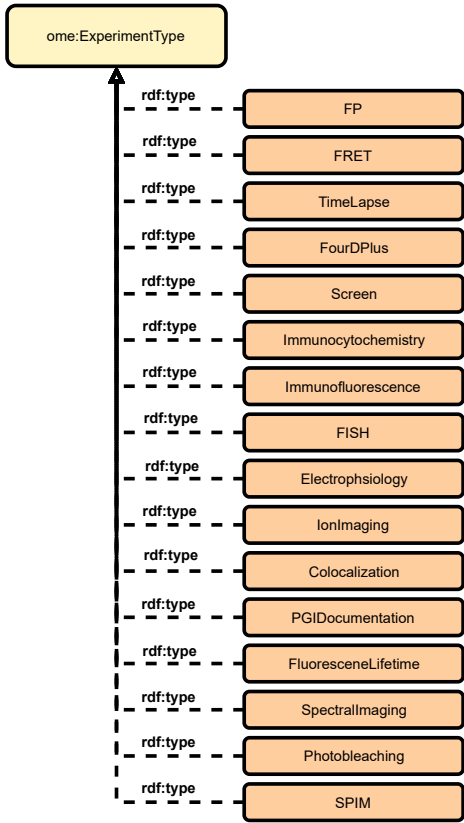 ome:ExperimentType
rdf:type
FP
rdf:type
FRET
rdf:type
TimeLapse
rdf:type
FourDPlus
rdf:type
Screen
rdf:type
Immunocytochemistry
rdf:type
Immunofluorescence
rdf:type
FISH
rdf:type
Electrophsiology
rdf:type
IonImaging
rdf:type
Colocalization
rdf:type
PGIDocumentation
rdf:type
FluoresceneLifetime
rdf:type
SpectralImaging
rdf:type
Photobleaching
rdf:type
SPIM